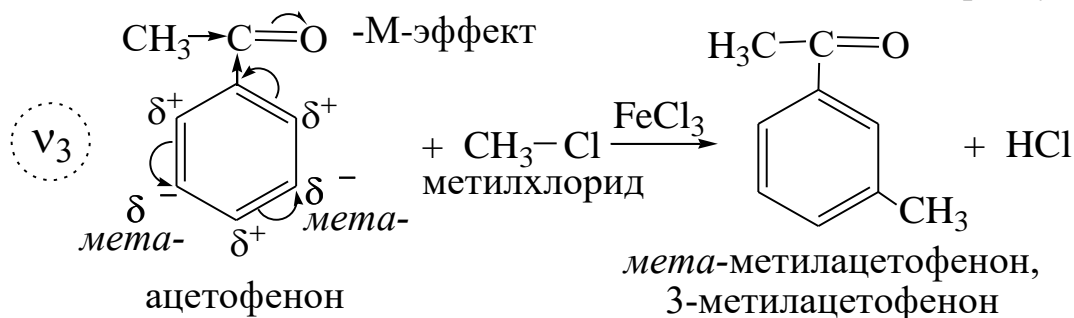 CH₃→C=O -М-эффект
H₃C–C=O
δ⁺ δ⁺
ν₃
+ CH₃–Cl FeCl₃ + HCl
метилхлорид
δ⁻ δ⁻
мета- δ⁺ мета-
CH₃
ацетофенон
мета-метилацетофенон,
3-метилацетофенон